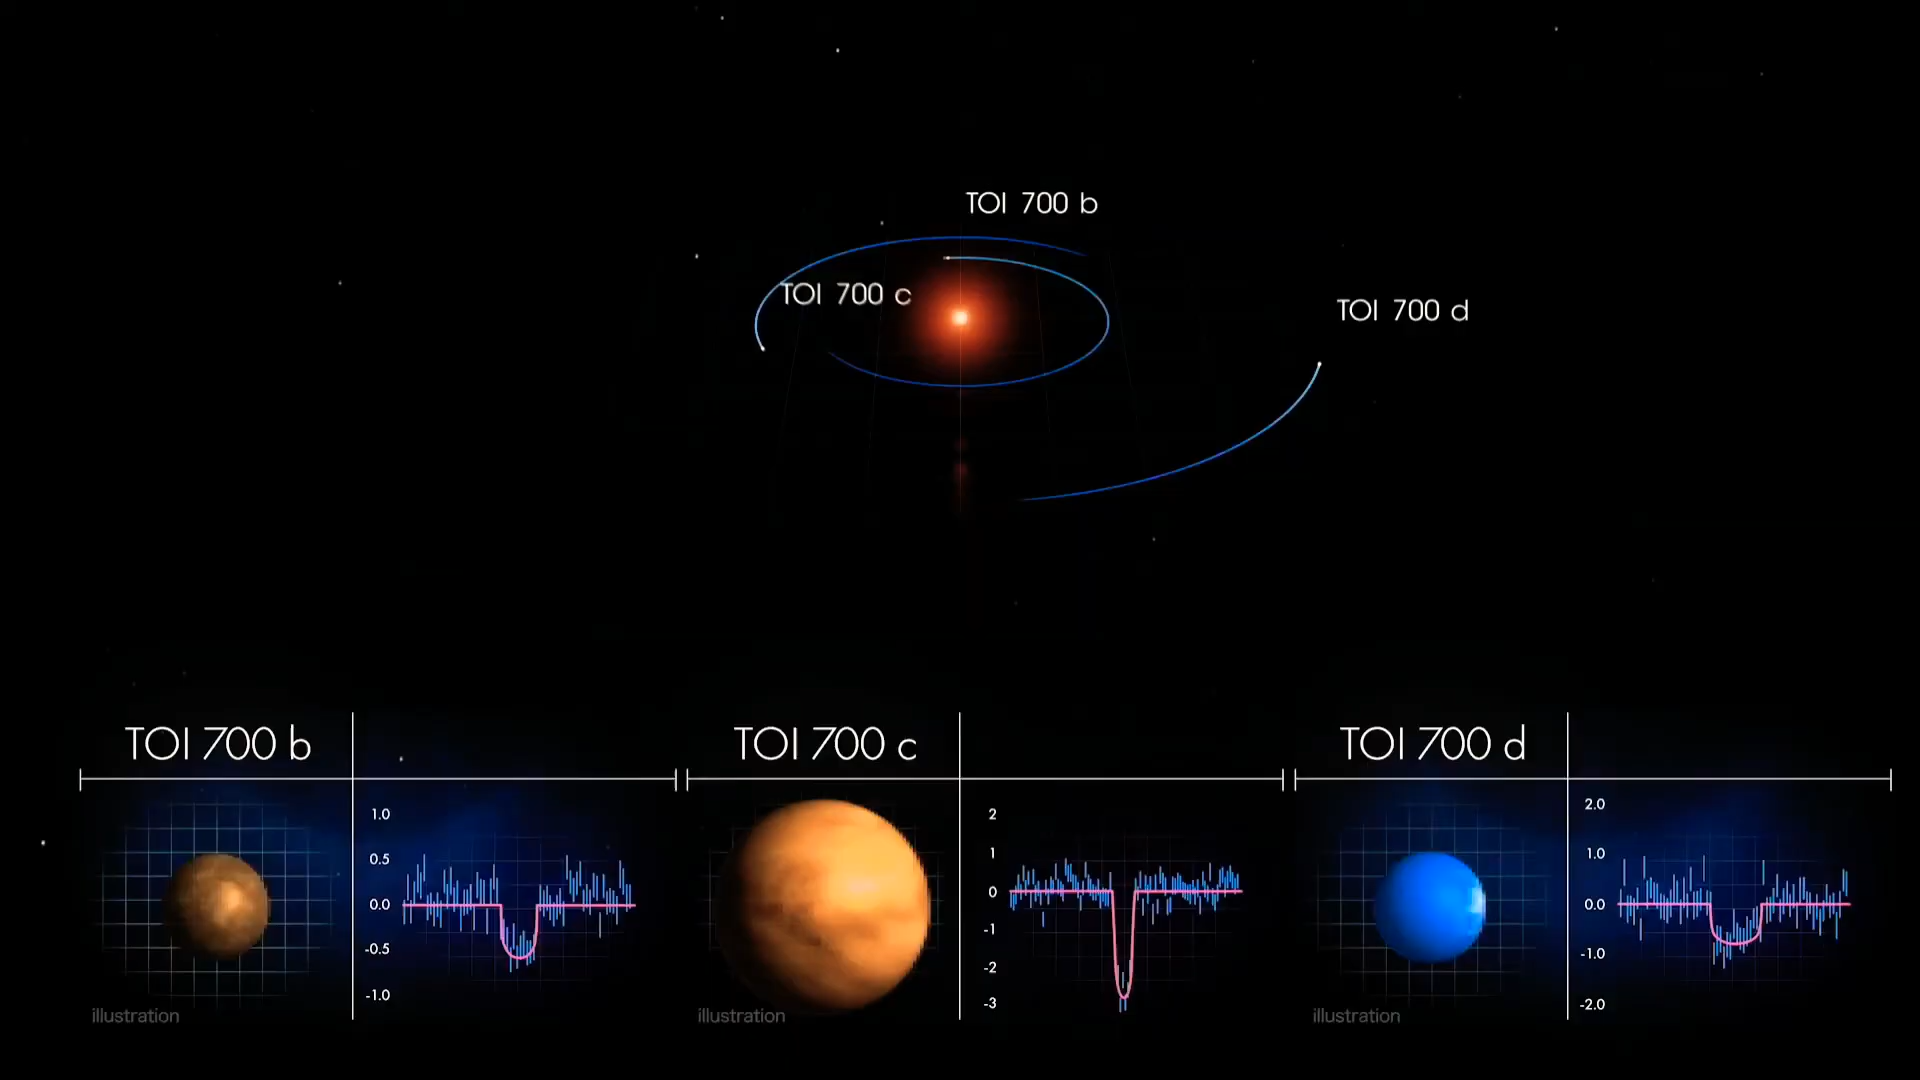 TOI 700 b
TOI 700 c
TOI 700 d
TOI 700 b
1.0
0.5
0.0
-0.5
-1.0
illustration
TOI 700 c
2
1
0
-1
-2
-3
illustration
TOI 700 d
2.0
1.0
0.0
-1.0
-2.0
illustration